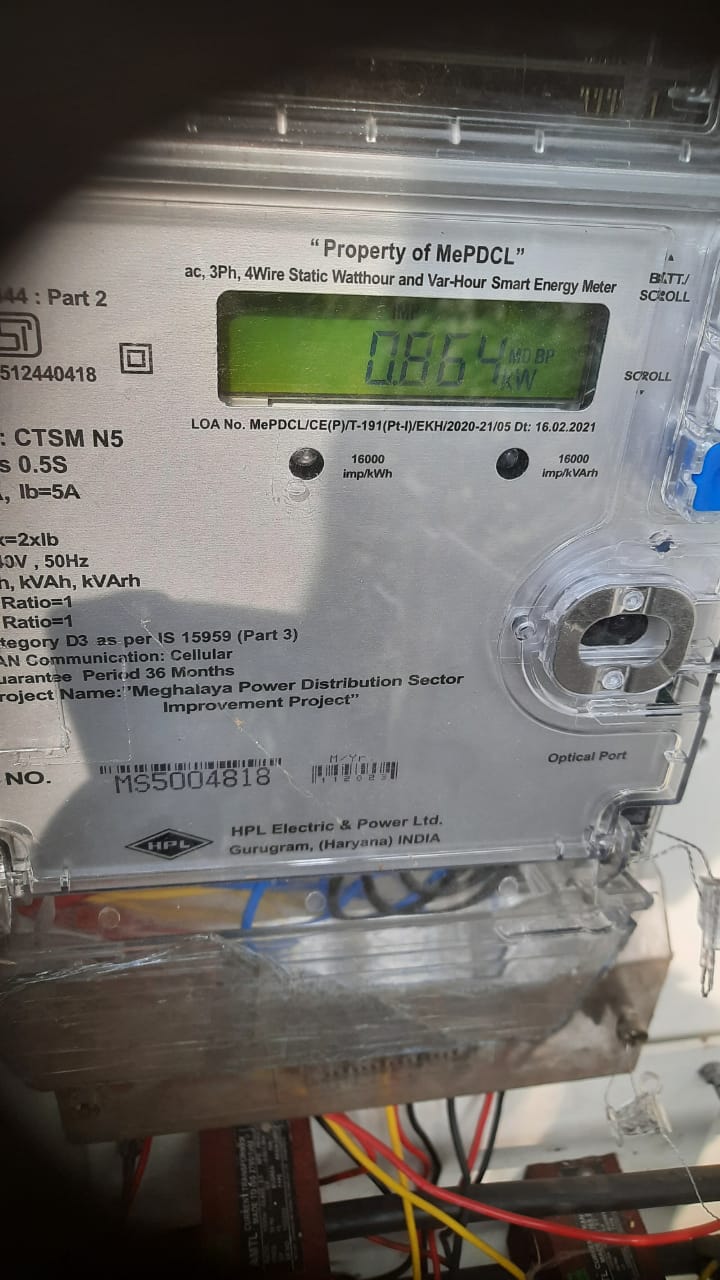 “Property of MePDCL”
ac, 3Ph, 4Wire Static Watthour and Var-Hour Smart Energy Meter
BATT./
SCROLL
44 : Part 2
IMP
0.864 MD BP
kW
512440418
SCROLL
LOA No. MePDCL/CE(P)/T-191(Pt-I)/EKH/2020-21/05 Dt: 16.02.2021
: CTSM N5
s 0.5S
, Ib=5A
16000
imp/kWh
16000
imp/kVArh
x=2xIb
40V , 50Hz
h, kVAh, kVArh
Ratio=1
Ratio=1
tegory D3 as per IS 15959 (Part 3)
AN Communication: Cellular
uarantee Period 36 Months
roject Name:"Meghalaya Power Distribution Sector
Improvement Project”
Optical Port
NO.
MS5004818
M/Yr.
112023
HPL
HPL Electric & Power Ltd.
Gurugram, (Haryana) INDIA